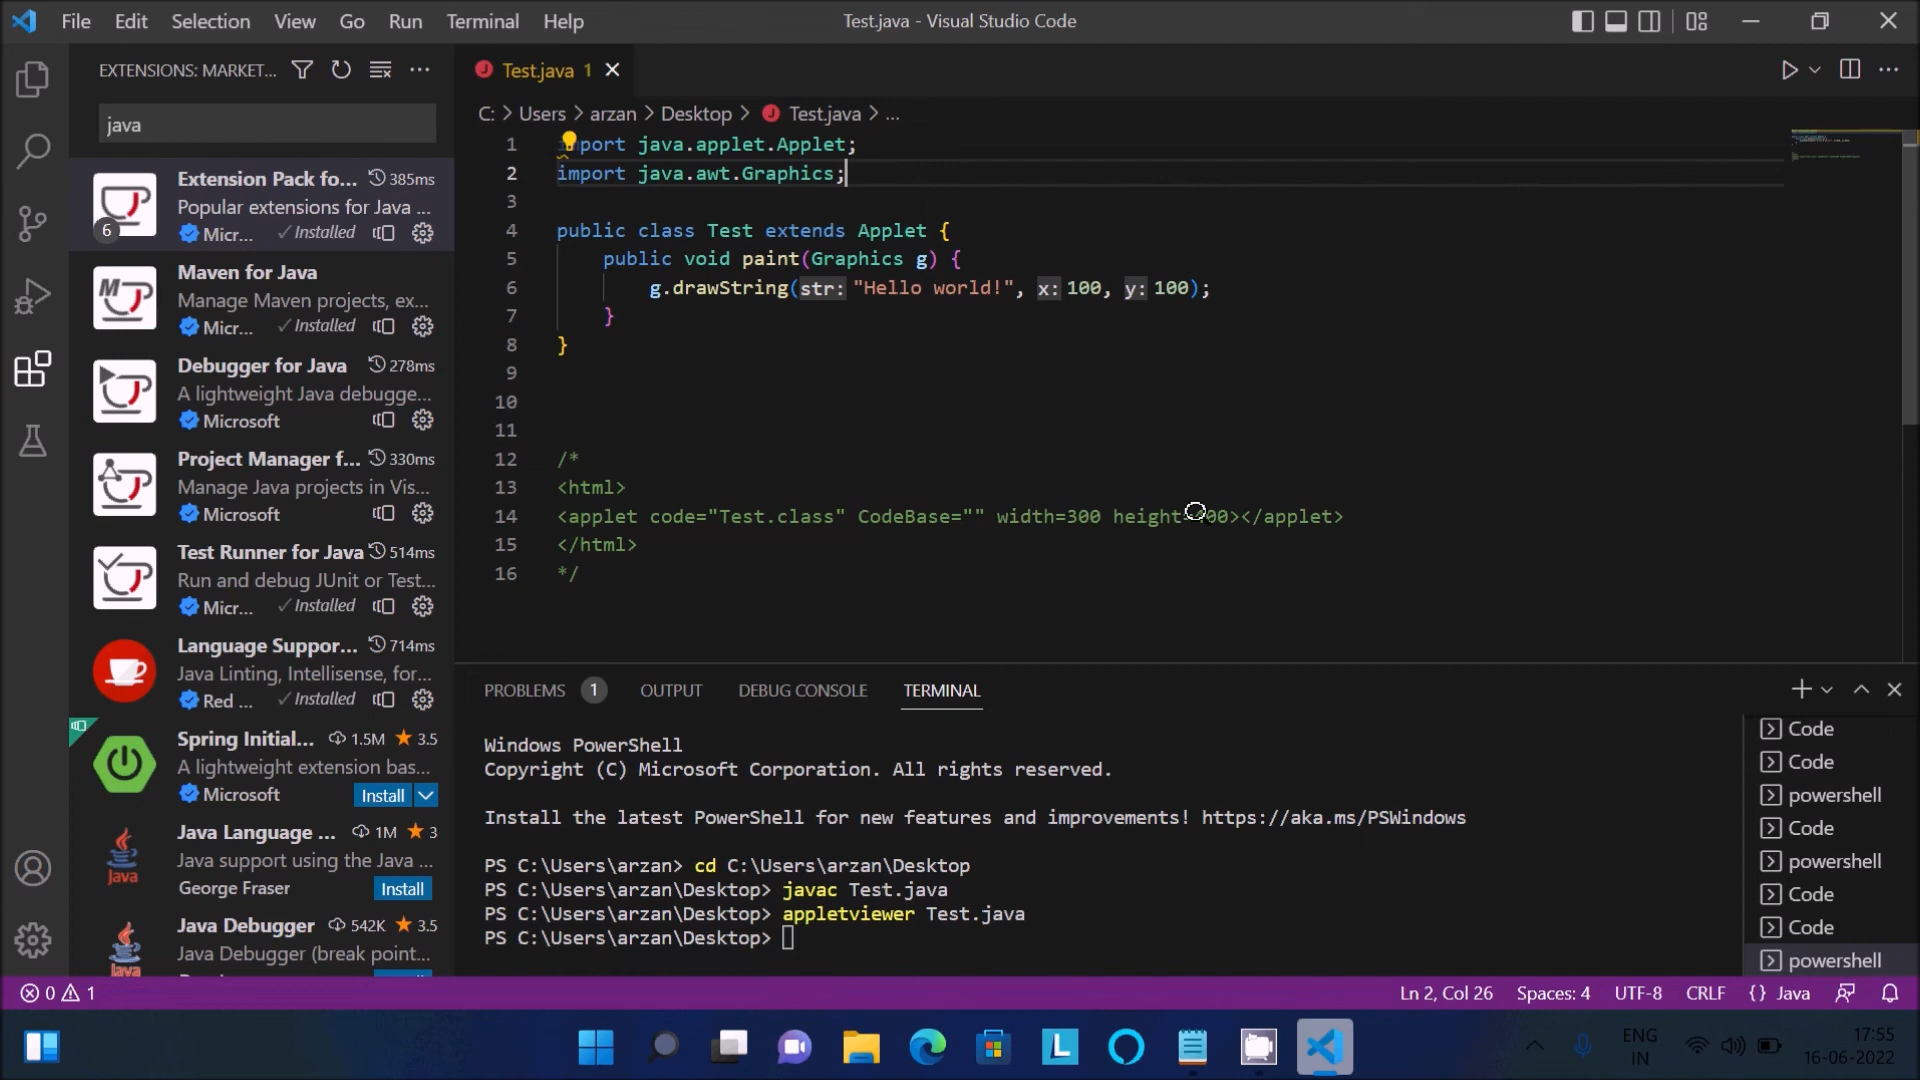 File Edit Selection View Go Run Terminal Help
Test.java - Visual Studio Code
EXTENSIONS: MARKET...
java
Extension Pack fo... 385ms
Popular extensions for Java ...
6
Micr... ✓Installed
Maven for Java
Manage Maven projects, ex...
Micr... ✓Installed
Debugger for Java 278ms
A lightweight Java debugge...
Microsoft
Project Manager f... 330ms
Manage Java projects in Vis...
Microsoft
Test Runner for Java 514ms
Run and debug JUnit or Test...
Micr... ✓Installed
Language Suppor... 714ms
Java Linting, Intellisense, for...
Red ... ✓Installed
Spring Initial... 1.5M ★ 3.5
A lightweight extension bas...
Microsoft Install
Java Language ... 1M ★ 3
Java support using the Java ...
George Fraser Install
Java
Java Debugger 542K ★ 3.5
Java Debugger (break point...
Java
Test.java 1
C: > Users > arzan > Desktop > Test.java > ...
1 import java.applet.Applet;
2 import java.awt.Graphics;
3
4 public class Test extends Applet {
5 public void paint(Graphics g) {
6 g.drawString(str: "Hello world!", x: 100, y: 100);
7 }
8 }
9
10
11
12 /*
13 <html>
14 <applet code="Test.class" CodeBase="" width=300 height=400></applet>
15 </html>
16 */
PROBLEMS 1 OUTPUT DEBUG CONSOLE TERMINAL
Windows PowerShell
Copyright (C) Microsoft Corporation. All rights reserved.
Install the latest PowerShell for new features and improvements! https://aka.ms/PSWindows
PS C:\Users\arzan> cd C:\Users\arzan\Desktop
PS C:\Users\arzan\Desktop> javac Test.java
PS C:\Users\arzan\Desktop> appletviewer Test.java
PS C:\Users\arzan\Desktop>
Code
Code
powershell
Code
powershell
Code
Code
powershell
0 1
Ln 2, Col 26 Spaces: 4 UTF-8 CRLF {} Java
L
ENG
IN
17:55
16-06-2022